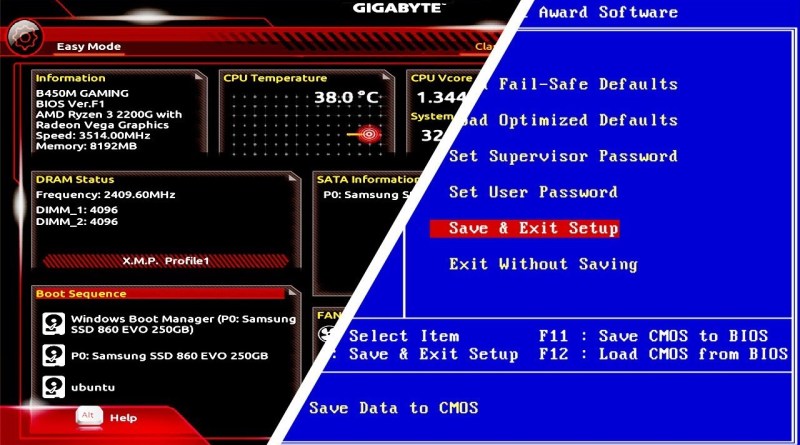 GIGABYTE
Easy Mode
Information
B450M GAMING
BIOS Ver.F1
AMD Ryzen 3 2200G with
Radeon Vega Graphics
Speed: 3514.00MHz
Memory: 8192MB
CPU Temperature
38.0 °C
CPU Vcore
1.344
System
DRAM Status
Frequency: 2409.60MHz
DIMM_1: 4096
DIMM_2: 4096
X.M.P. Profile1
SATA Information
P0: Samsung
Boot Sequence
Windows Boot Manager (P0: Samsung
SSD 860 EVO 250GB)
P0: Samsung SSD 860 EVO 250GB
ubuntu
FAN
Alt
Help
Award Software
Fail-Safe Defaults
Optimized Defaults
Set Supervisor Password
Set User Password
Save & Exit Setup
Exit Without Saving
Select Item
F11 : Save CMOS to BIOS
: Save & Exit Setup
F12 : Load CMOS from BIOS
Save Data to CMOS